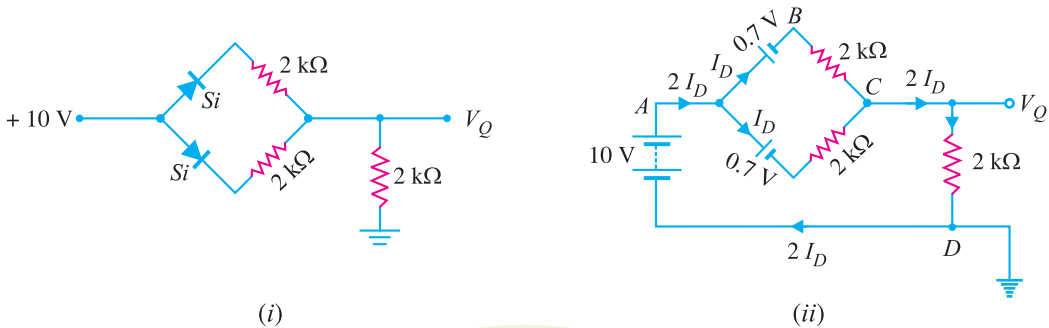 + 10 V
Si
Si
2 kΩ
2 kΩ
V_Q
2 kΩ
(i)
A
10 V
2 I_D
I_D
I_D
0.7 V
0.7 V
B
2 kΩ
2 kΩ
C
2 I_D
V_Q
2 kΩ
D
2 I_D
(ii)